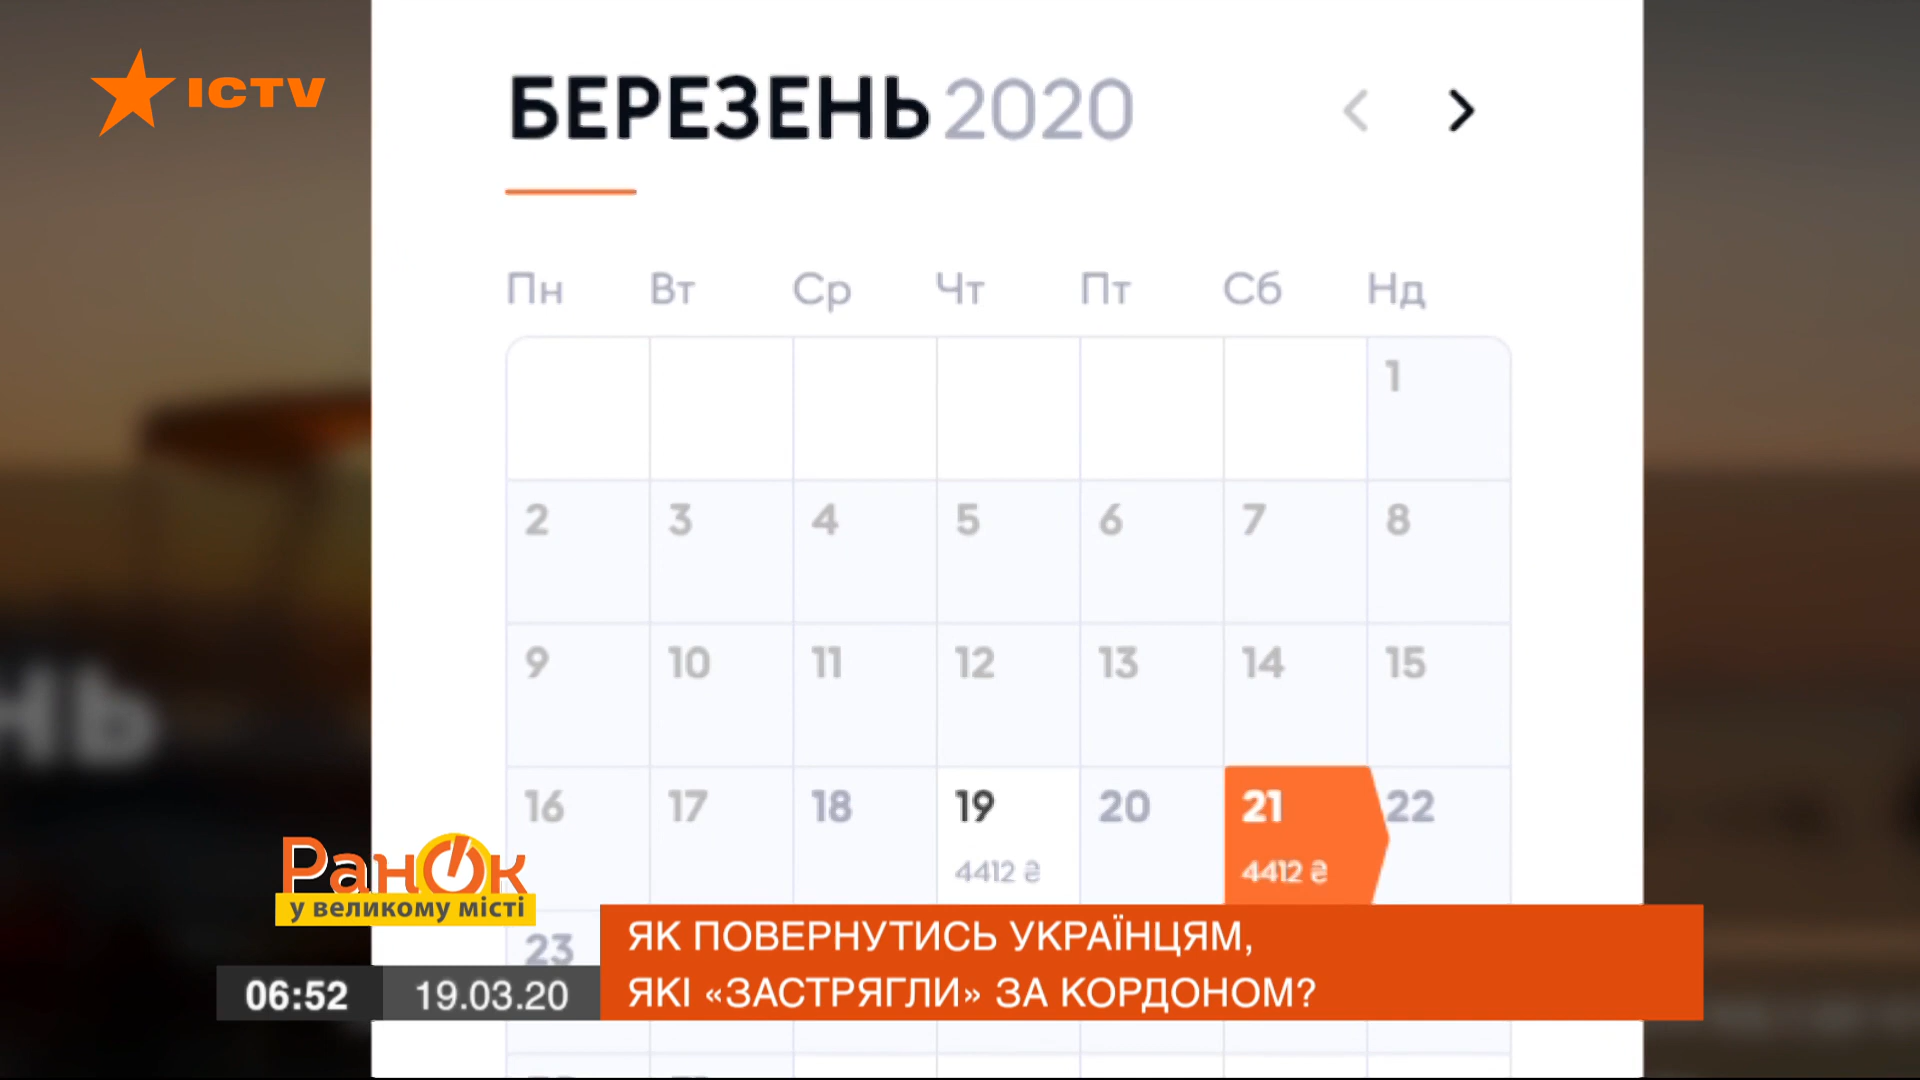 ICTV
БЕРЕЗЕНЬ 2020
Пн Вт Ср Чт Пт Сб Нд
1
2 3 4 5 6 7 8
9 10 11 12 13 14 15
16 17 18 19 20 21 22
4412 ₴ 4412 ₴
23
Ранок
у великому місті
ЯК ПОВЕРНУТИСЬ УКРАЇНЦЯМ,
06:52 19.03.20 ЯКІ «ЗАСТРЯГЛИ» ЗА КОРДОНОМ?